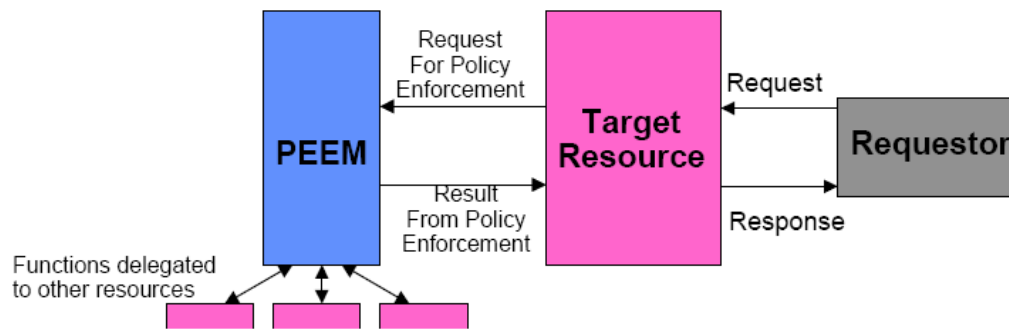 Request
For Policy
Enforcement
Request
PEEM
Target
Resource
Requestor
Result
From Policy
Enforcement
Response
Functions delegated
to other resources